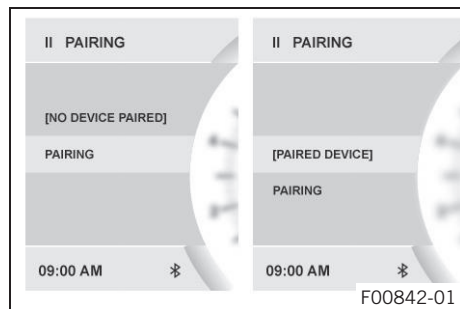 II PAIRING
[NO DEVICE PAIRED]
PAIRING
09:00 AM
II PAIRING
[PAIRED DEVICE]
PAIRING
09:00 AM
F00842-01